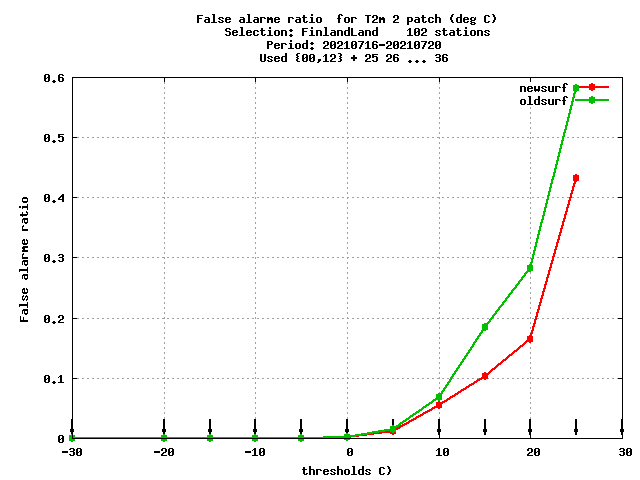 False alarme ratio  for T2m 2 patch (deg C)
Selection: FinlandLand    102 stations
Period: 20210716-20210720
Used {00,12} + 25 26 ... 36
newsurf
oldsurf
0.6
0.5
0.4
0.3
0.2
0.1
0
False alarme ratio
-30 -20 -10 0 10 20 30
thresholds C)